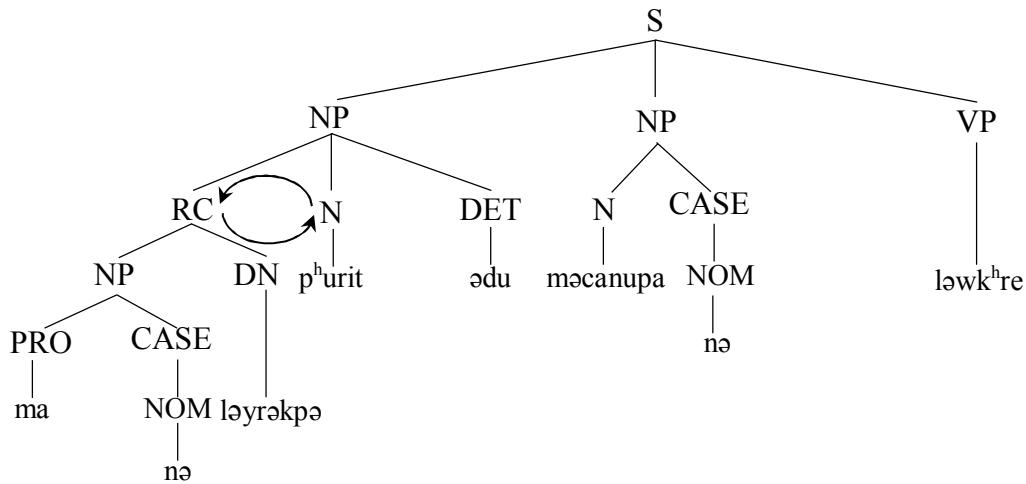 S
NP NP VP
RC N DET N CASE
NP DN pʰurit ədu məcanupa NOM ləwkʰre
PRO CASE nə
ma NOM ləyrəkpə
nə